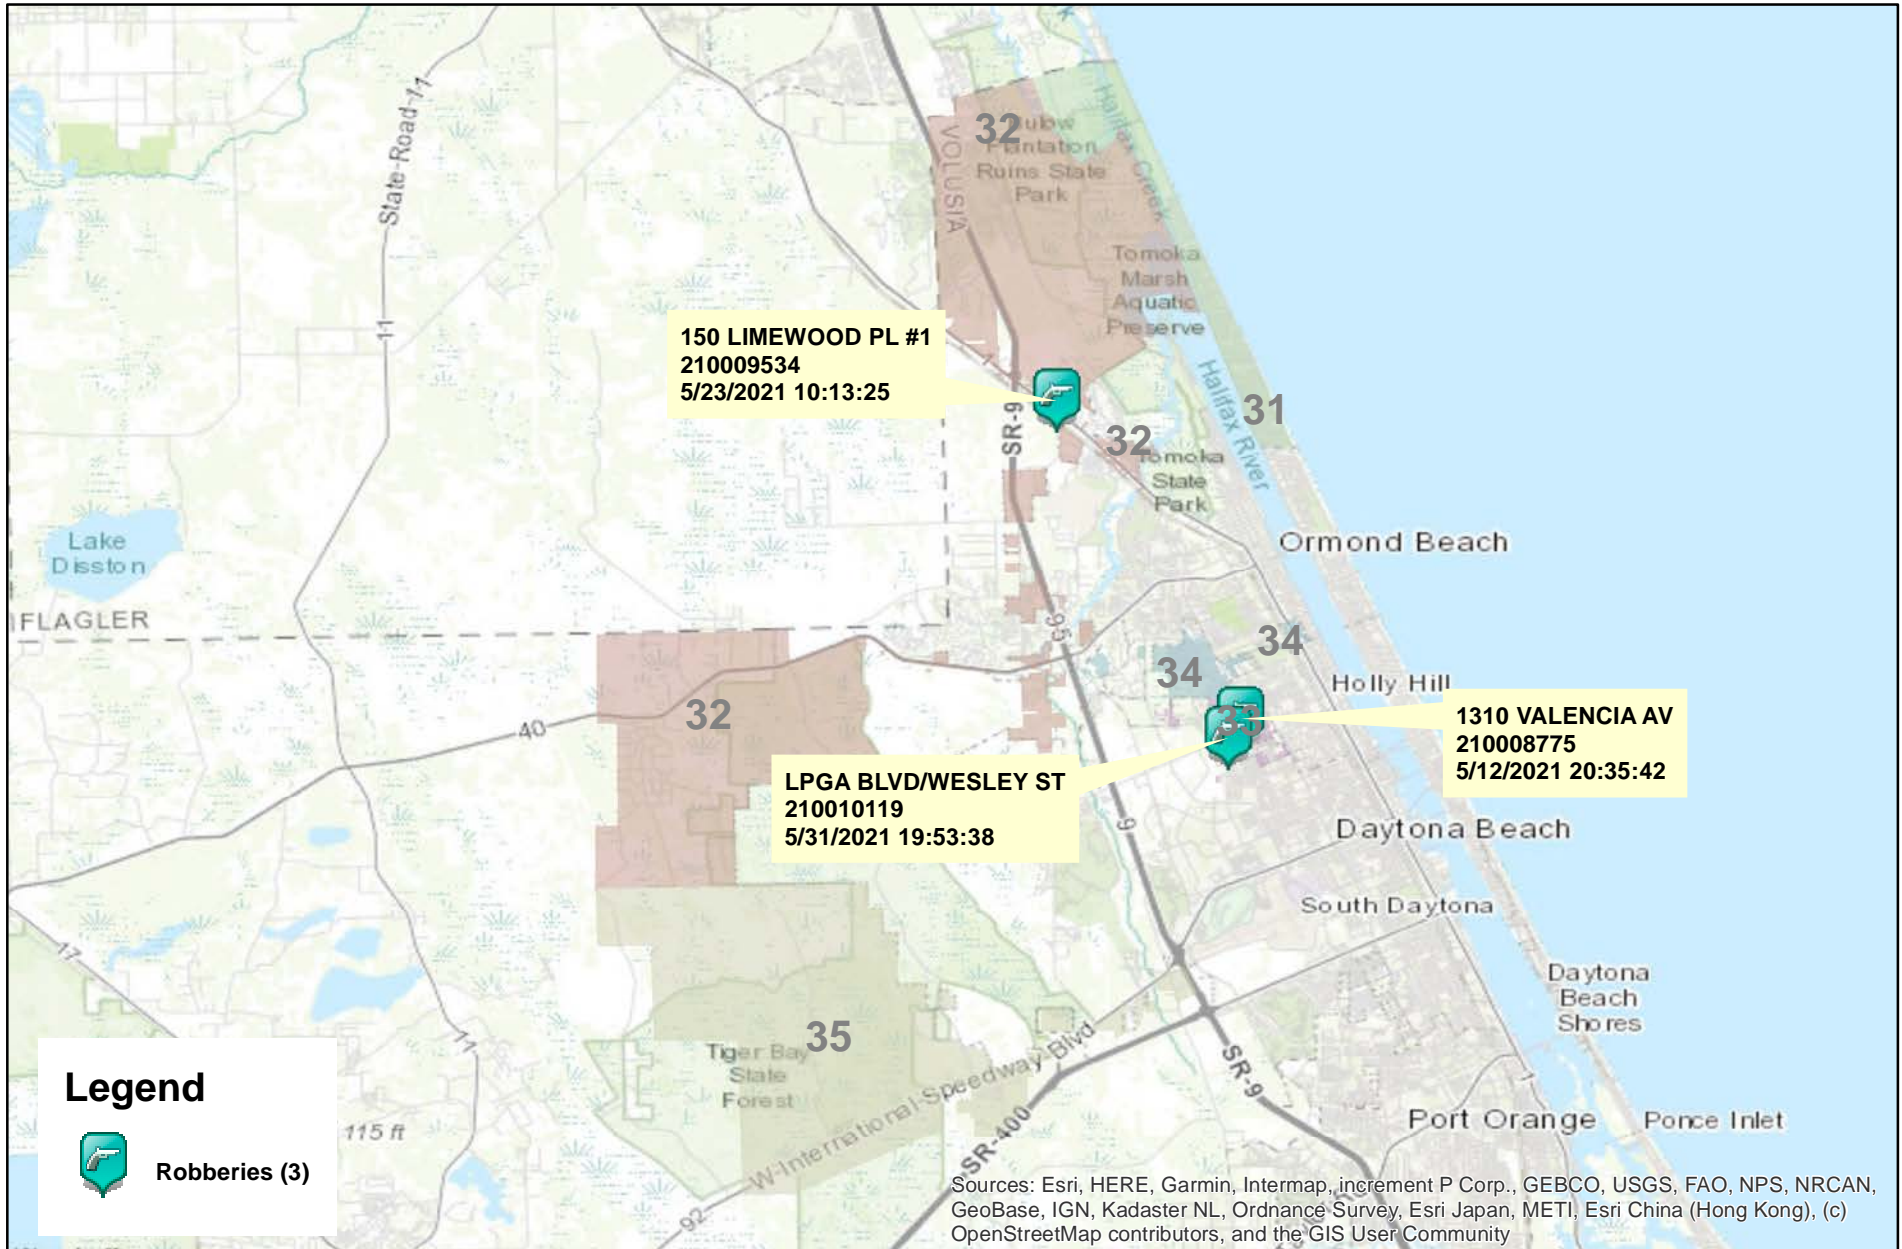 State-Road-11
11
VOLUSIA
32
Bulow
Plantation
Ruins State
Park
Halifax Creek
Tomoka
Marsh
Aquatic
Preserve
150 LIMEWOOD PL #1
210009534
5/23/2021 10:13:25
1
SR-9
Halifax River
31
32
Tomoka
State
Park
Ormond Beach
Lake
Disston
FLAGLER
95
34
34
Holly Hill
32
40
33
1310 VALENCIA AV
210008775
5/12/2021 20:35:42
LPGA BLVD/WESLEY ST
210010119
5/31/2021 19:53:38
9
Daytona Beach
South Daytona
17
Daytona
Beach
Shores
35
Tiger Bay
State
Forest
11
W-International-Speedway-Blvd
SR-9
SR-400
1
Port Orange
Ponce Inlet
92
115 ft
Legend
Robberies (3)
Sources: Esri, HERE, Garmin, Intermap, increment P Corp., GEBCO, USGS, FAO, NPS, NRCAN,
GeoBase, IGN, Kadaster NL, Ordnance Survey, Esri Japan, METI, Esri China (Hong Kong), (c)
OpenStreetMap contributors, and the GIS User Community